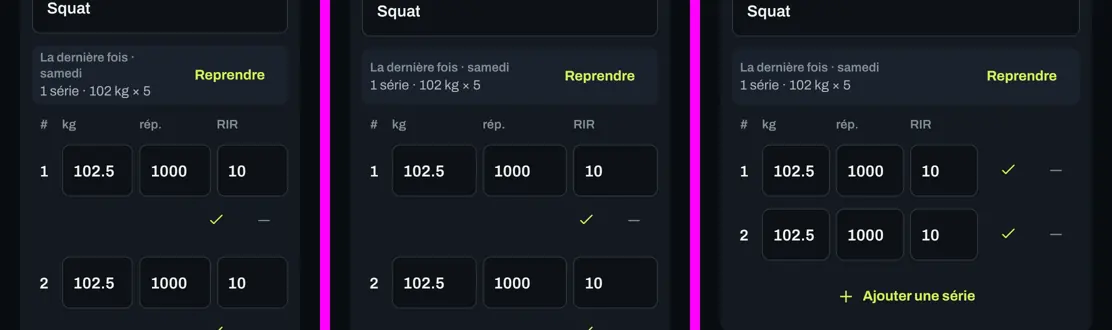 Squat
La dernière fois ·
samedi
1 série · 102 kg × 5
Reprendre
# kg rép. RIR
1 102.5 1000 10
2 102.5 1000 10
Squat
La dernière fois · samedi
1 série · 102 kg × 5
Reprendre
# kg rép. RIR
1 102.5 1000 10
2 102.5 1000 10
Squat
La dernière fois · samedi
1 série · 102 kg × 5
Reprendre
# kg rép. RIR
1 102.5 1000 10
2 102.5 1000 10
Ajouter une série